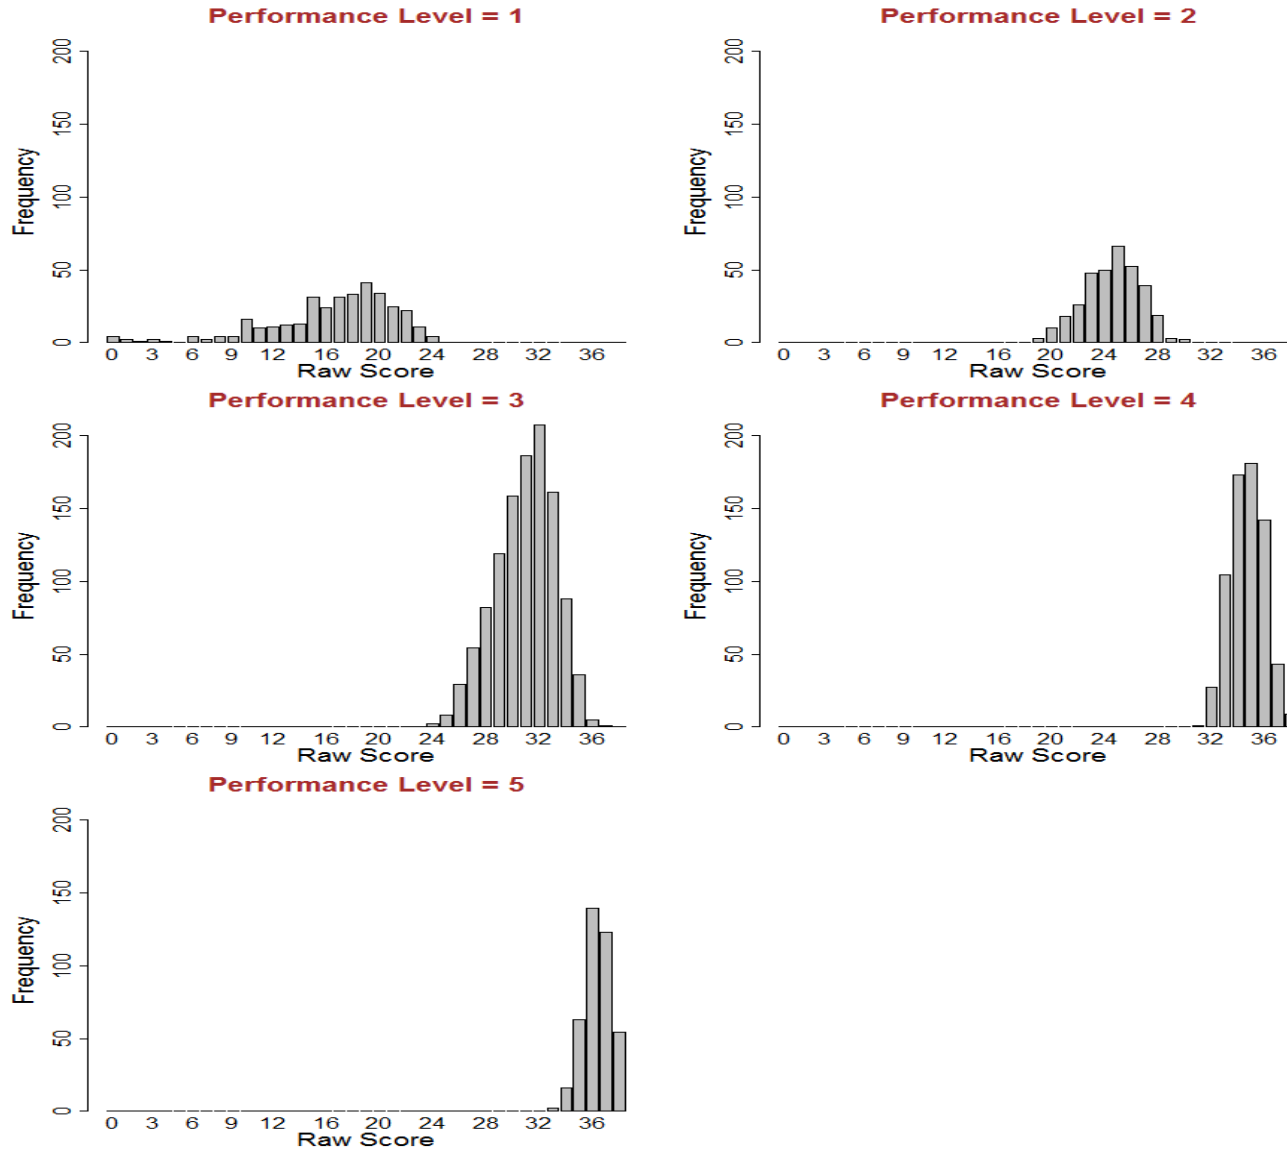 Performance Level = 1
Frequency
0 50 100 150 200
0 3 6 9 12 16 20 24 28 32 36
Raw Score
Performance Level = 2
Frequency
0 50 100 150 200
0 3 6 9 12 16 20 24 28 32 36
Raw Score
Performance Level = 3
Frequency
0 50 100 150 200
0 3 6 9 12 16 20 24 28 32 36
Raw Score
Performance Level = 4
Frequency
0 50 100 150 200
0 3 6 9 12 16 20 24 28 32 36
Raw Score
Performance Level = 5
Frequency
0 50 100 150 200
0 3 6 9 12 16 20 24 28 32 36
Raw Score